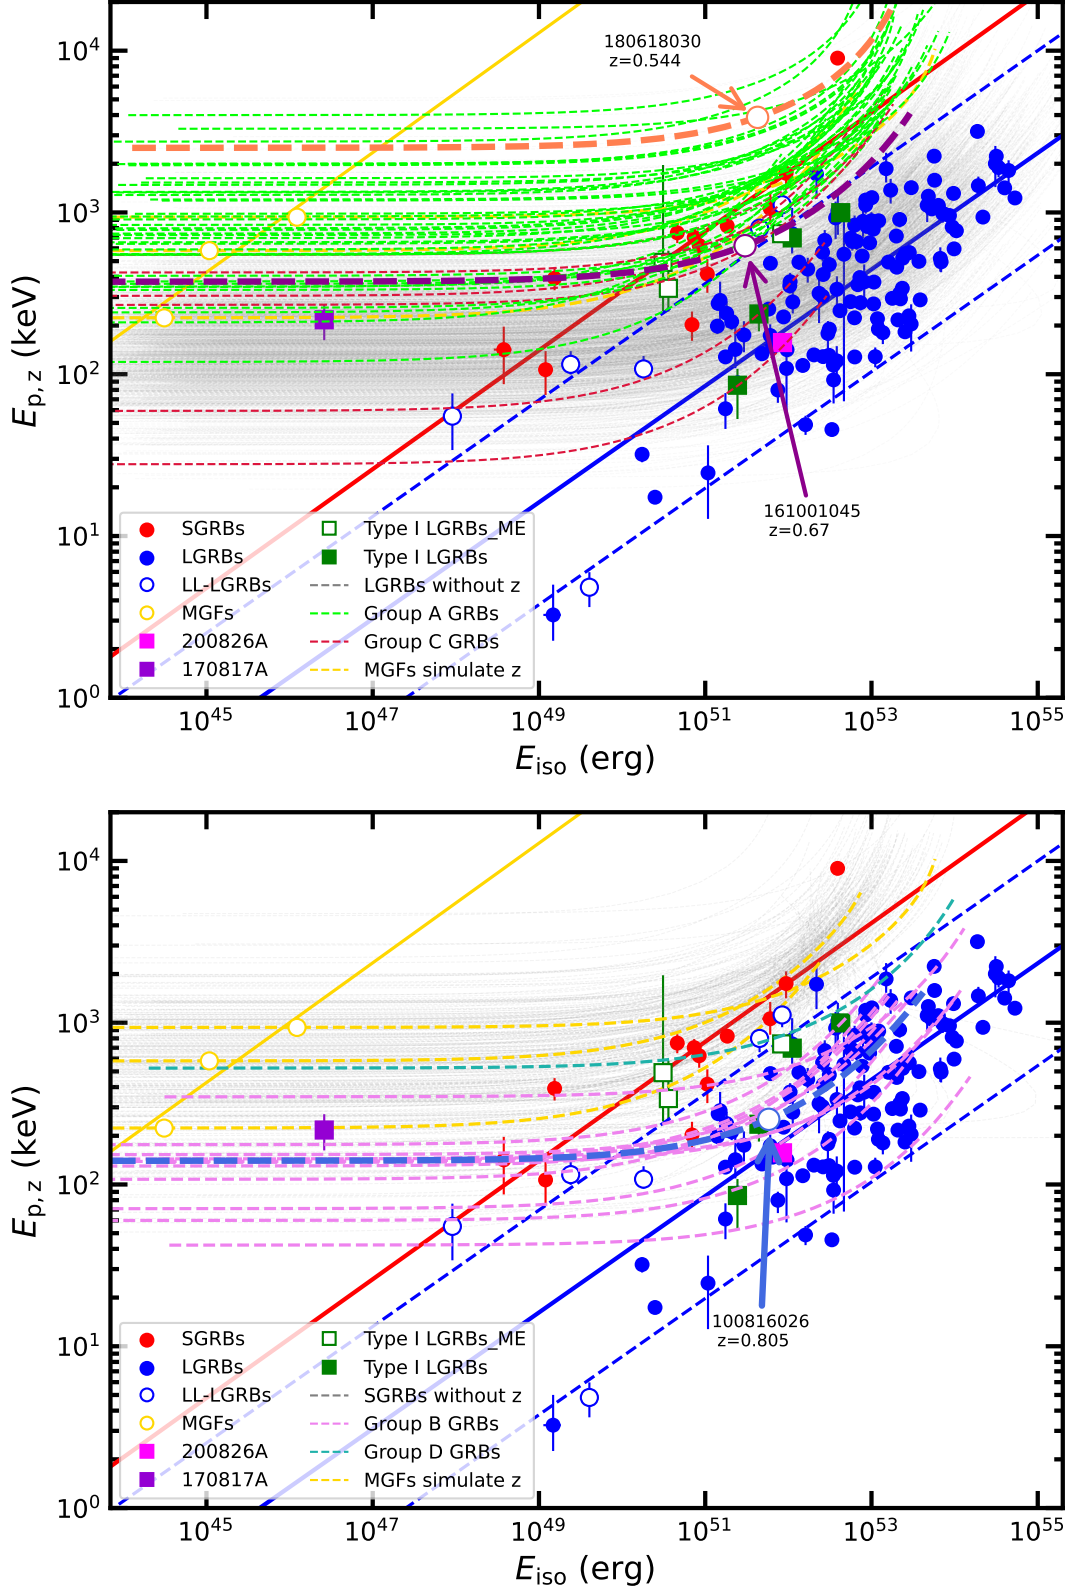 10^4
10^3
10^2
10^1
10^0
E_p, z (keV)
180618030
z=0.544
161001045
z=0.67
SGRBs
LGRBs
LL-LGRBs
MGFs
200826A
170817A
Type I LGRBs_ME
Type I LGRBs
LGRBs without z
Group A GRBs
Group C GRBs
MGFs simulate z
10^45 10^47 10^49 10^51 10^53 10^55
E_iso (erg)
10^4
10^3
10^2
10^1
10^0
E_p, z (keV)
100816026
z=0.805
SGRBs
LGRBs
LL-LGRBs
MGFs
200826A
170817A
Type I LGRBs_ME
Type I LGRBs
SGRBs without z
Group B GRBs
Group D GRBs
MGFs simulate z
10^45 10^47 10^49 10^51 10^53 10^55
E_iso (erg)